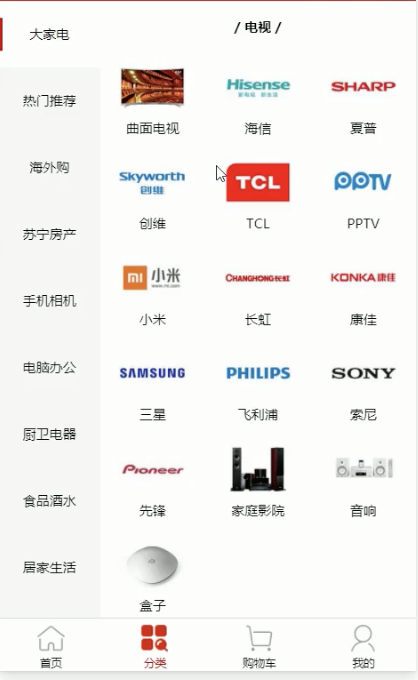 大家电
热门推荐
海外购
苏宁房产
手机相机
电脑办公
厨卫电器
食品酒水
居家生活
/ 电视 /
曲面电视
Hisense
海信
SHARP
夏普
Skyworth
创维
创维
TCL
TCL
PPTV
PPTV
小米
www.mi.com
小米
CHANGHONG长虹
长虹
KONKA康佳
康佳
SAMSUNG
三星
PHILIPS
飞利浦
SONY
索尼
Pioneer
先锋
家庭影院
音响
盒子
首页
分类
购物车
我的